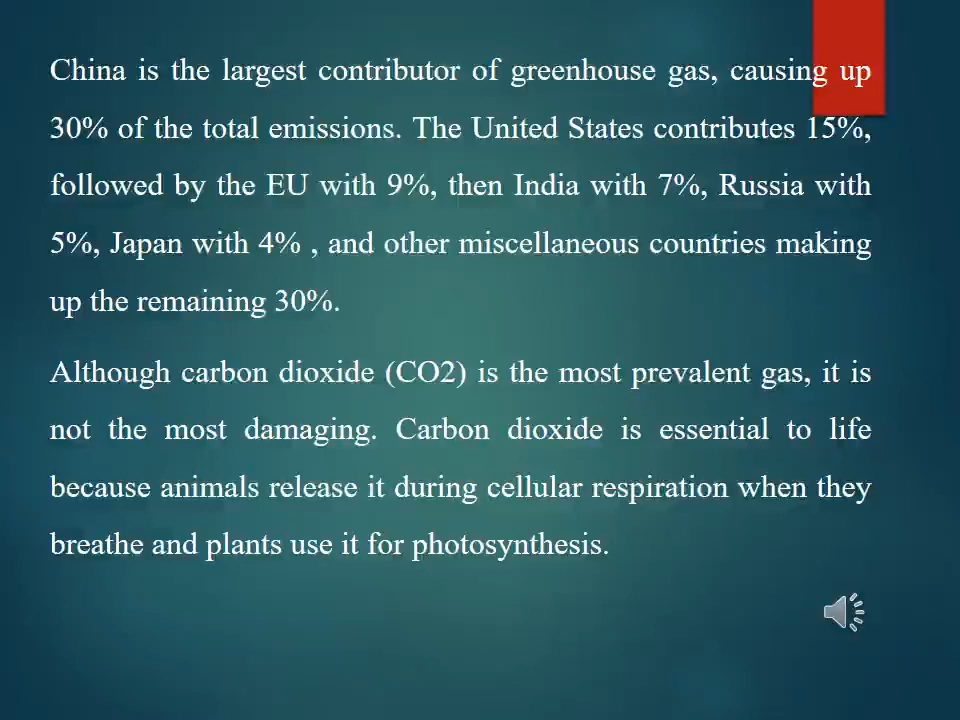 China is the largest contributor of greenhouse gas, causing up
30% of the total emissions. The United States contributes 15%,
followed by the EU with 9%, then India with 7%, Russia with
5%, Japan with 4% , and other miscellaneous countries making
up the remaining 30%.
Although carbon dioxide (CO2) is the most prevalent gas, it is
not the most damaging. Carbon dioxide is essential to life
because animals release it during cellular respiration when they
breathe and plants use it for photosynthesis.